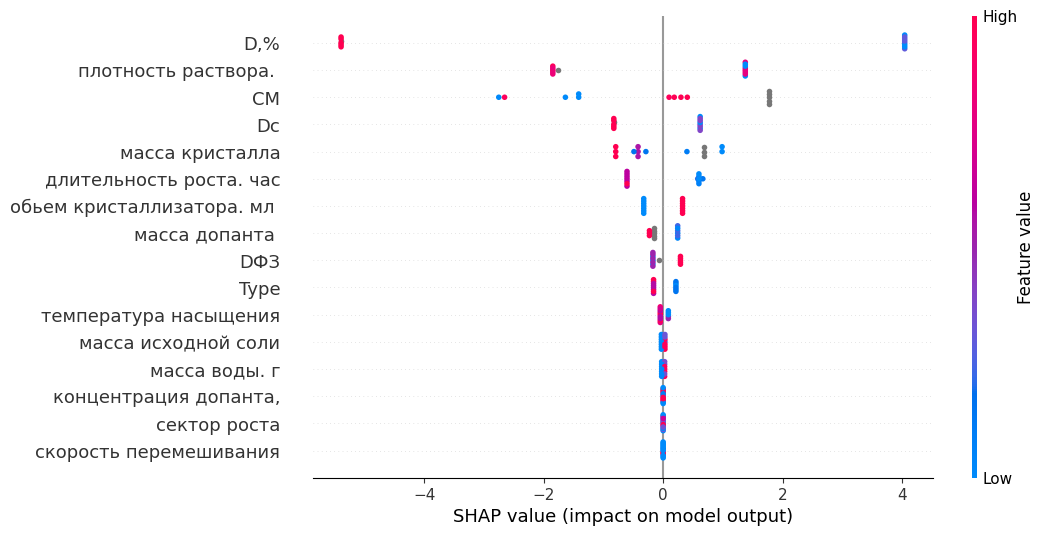 D,%
плотность раствора.
СМ
Dc
масса кристалла
длительность роста. час
обьем кристаллизатора. мл
масса допанта
DФЗ
Type
температура насыщения
масса исходной соли
масса воды. г
концентрация допанта,
сектор роста
скорость перемешивания
−4 −2 0 2 4
SHAP value (impact on model output)
High
Feature value
Low